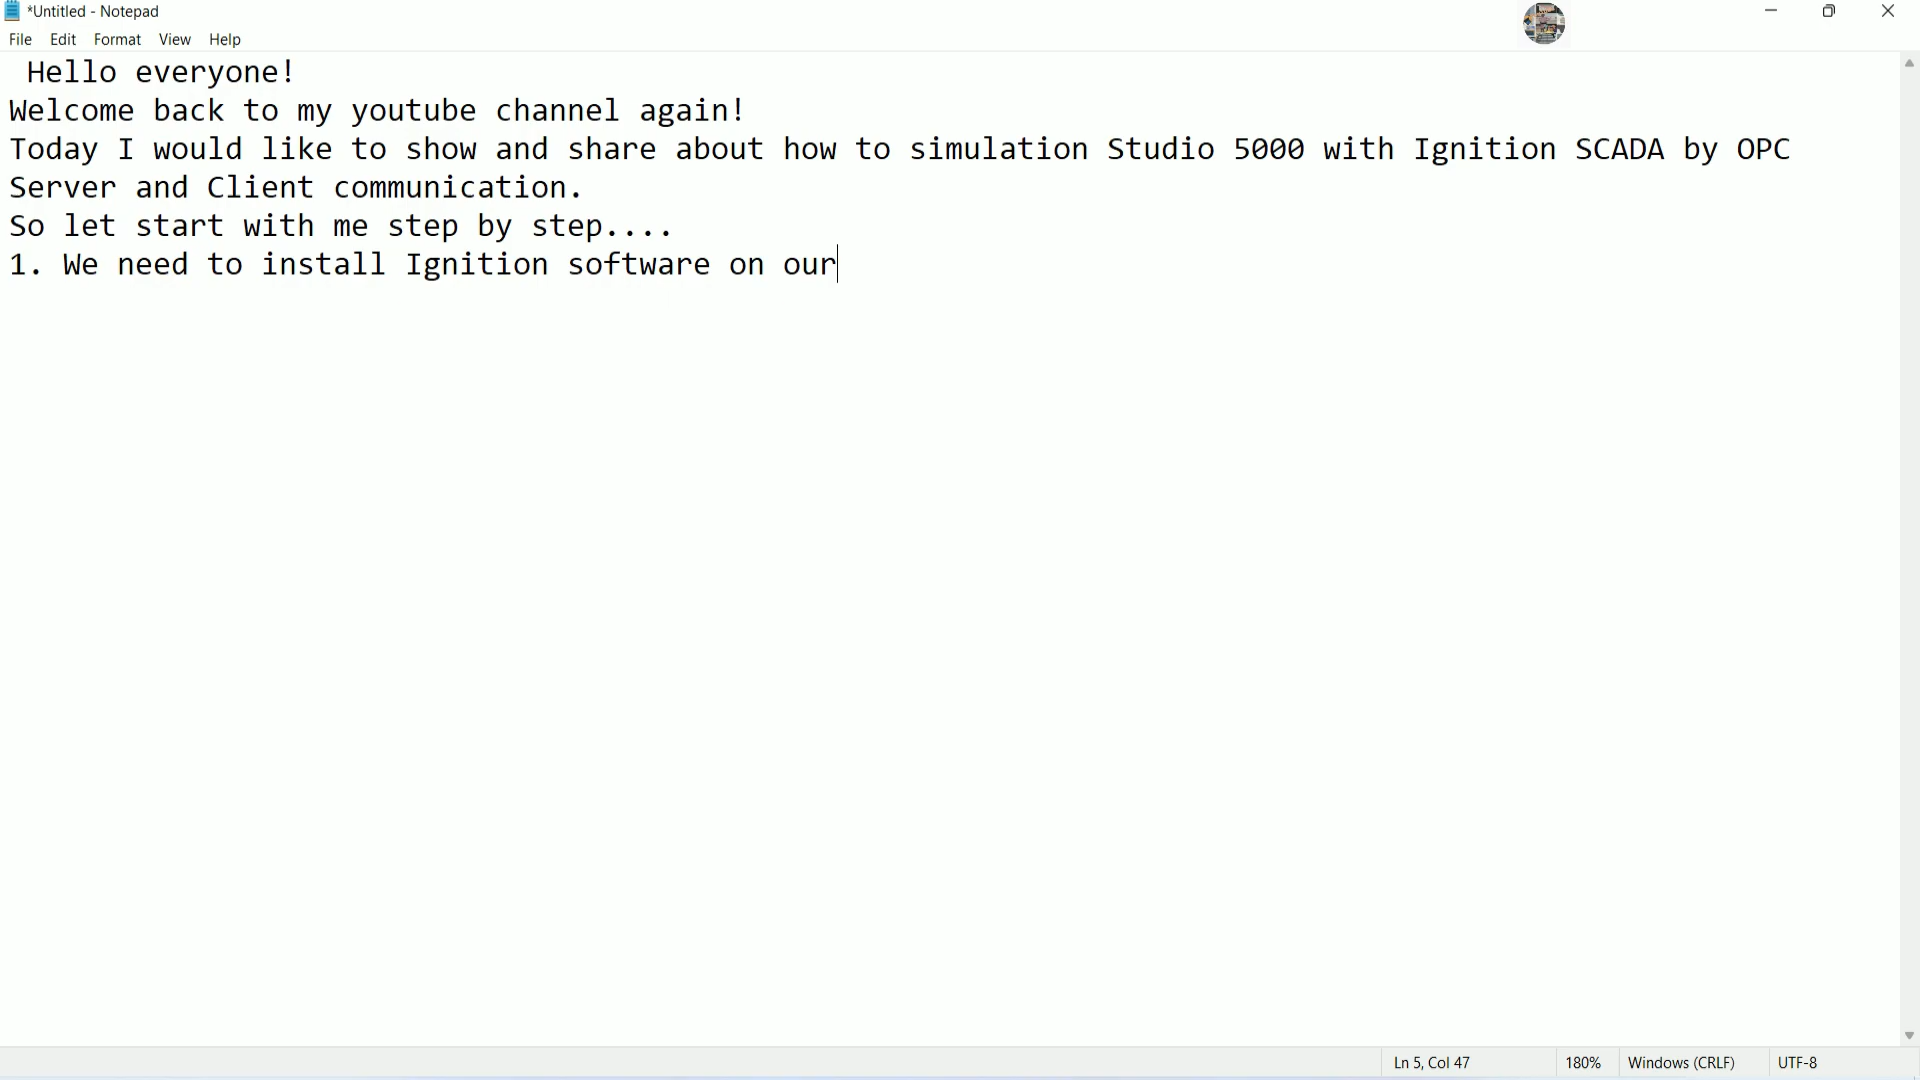 *Untitled - Notepad
File Edit Format View Help
Hello everyone!
Welcome back to my youtube channel again!
Today I would like to show and share about how to simulation Studio 5000 with Ignition SCADA by OPC
Server and Client communication.
So let start with me step by step....
1. We need to install Ignition software on our
Ln 5, Col 47 180% Windows (CRLF) UTF-8